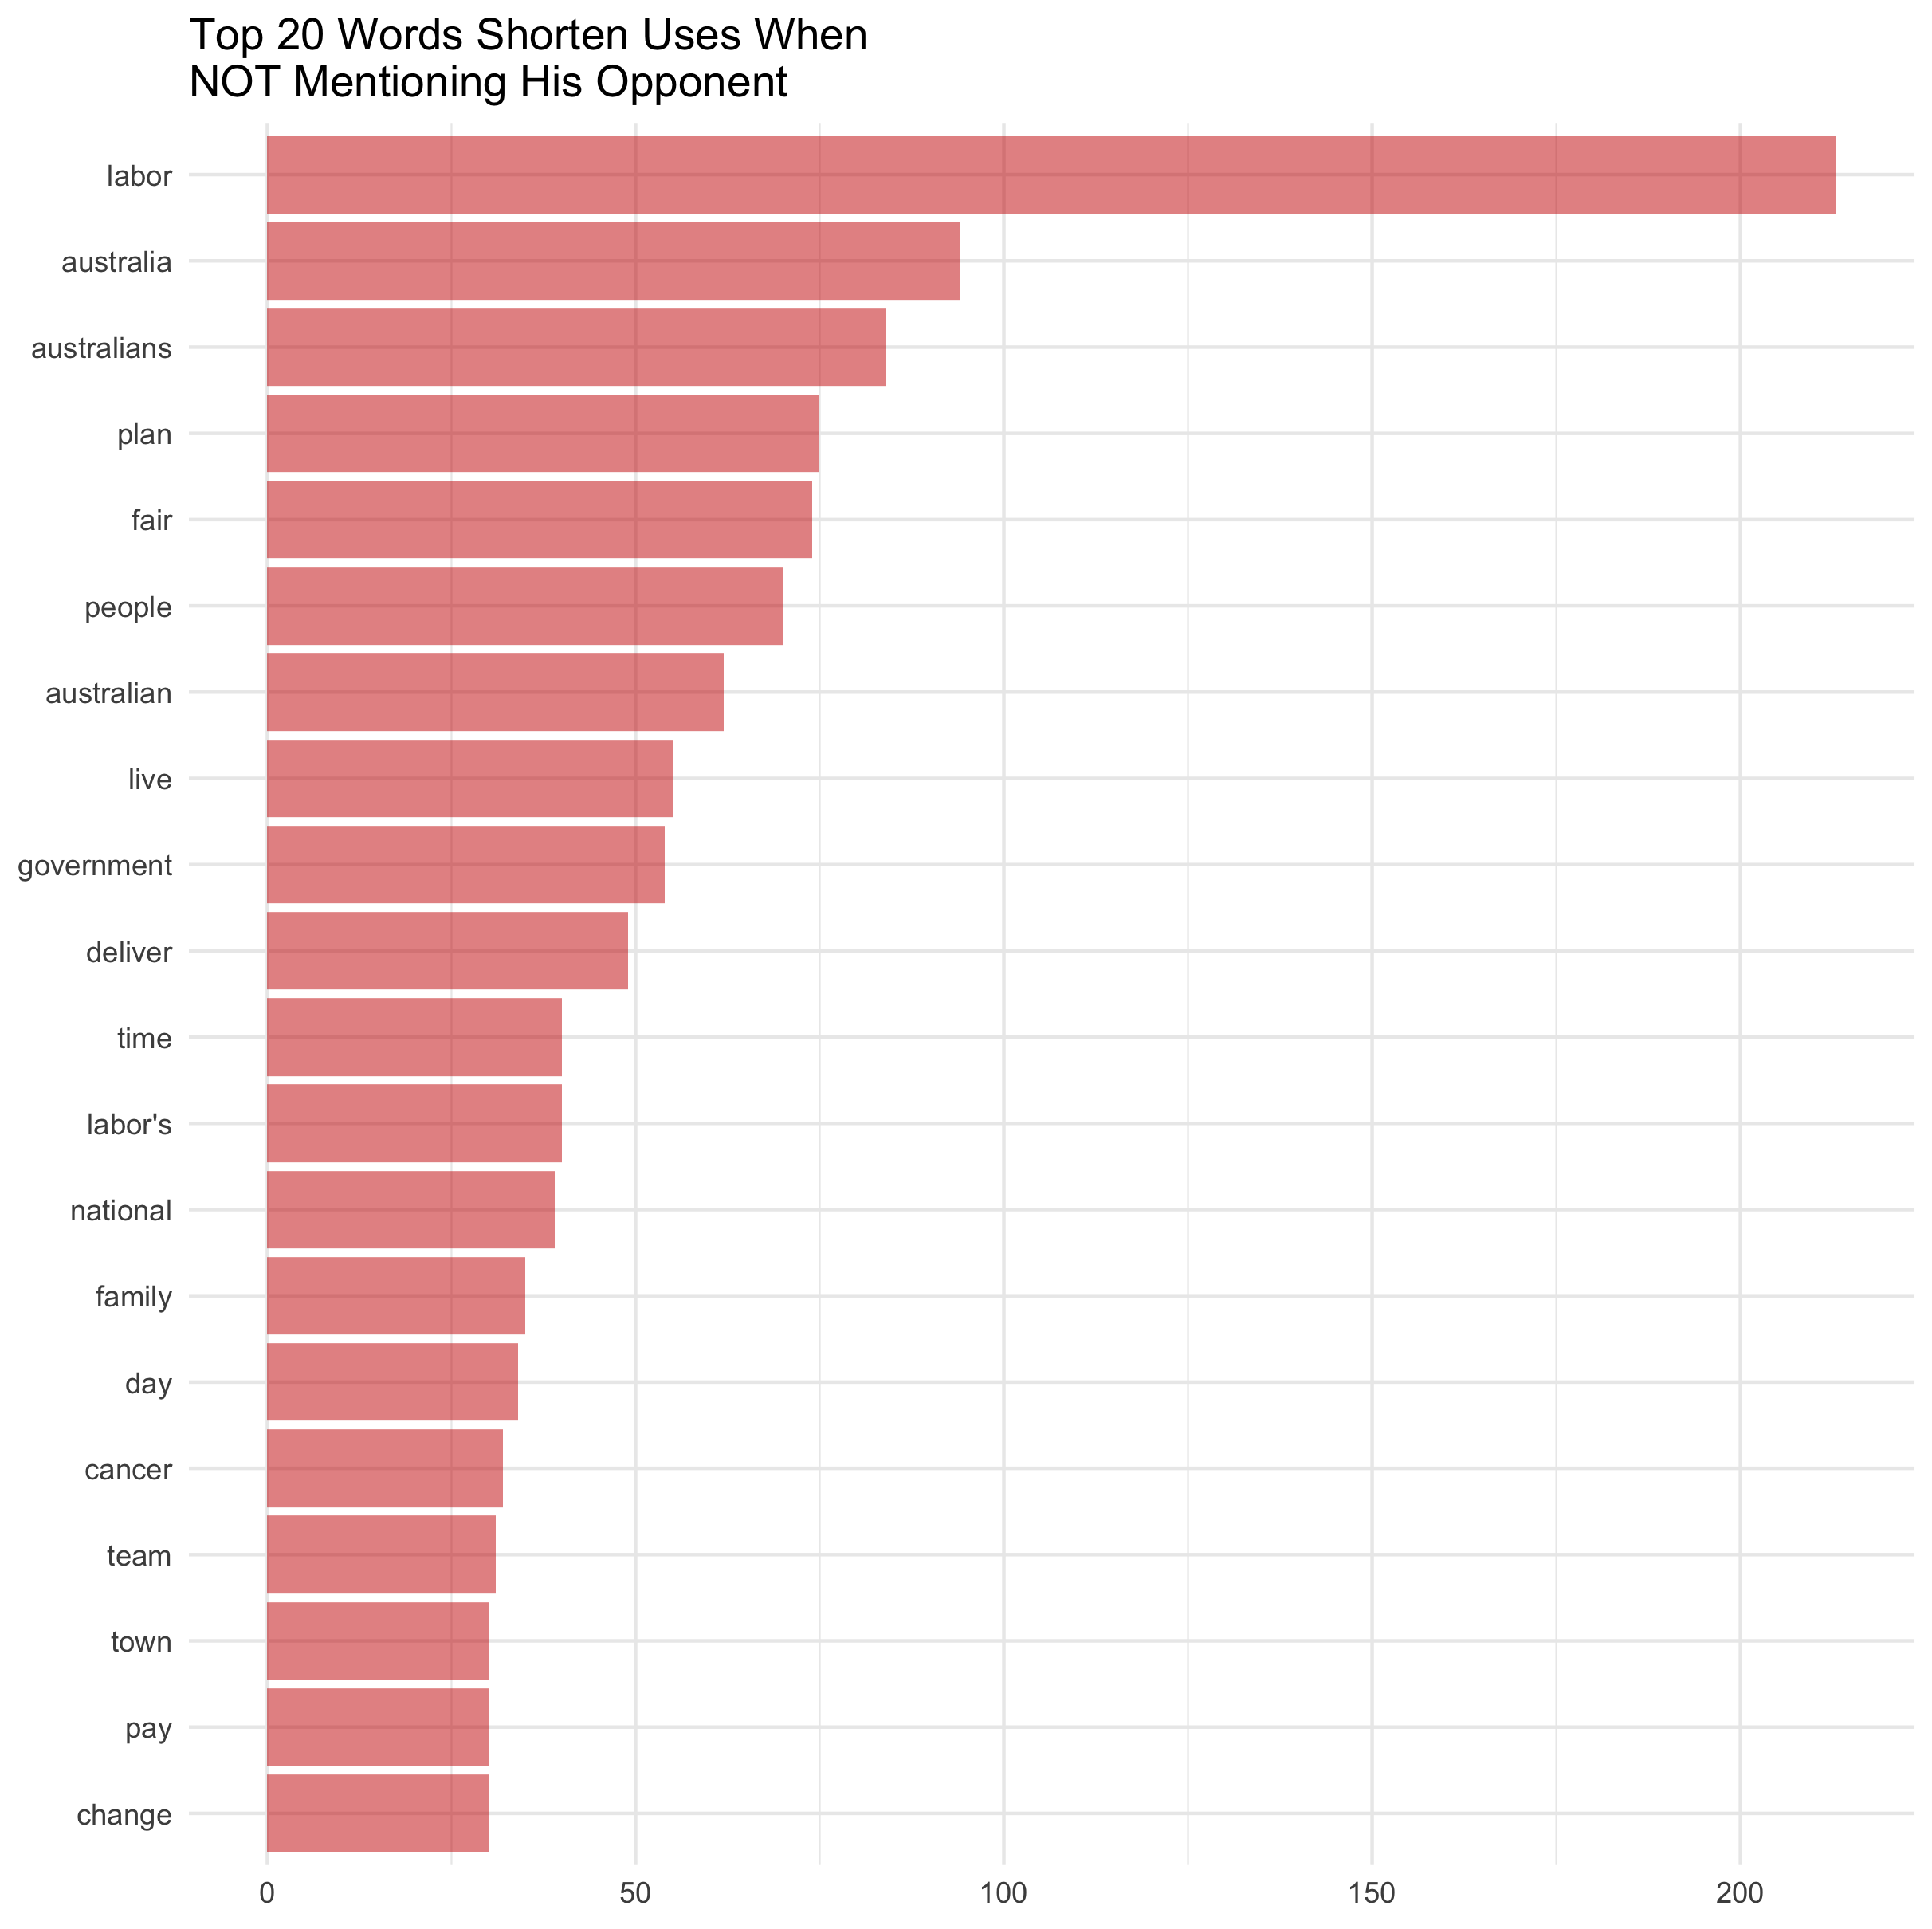 Top 20 Words Shorten Uses When
NOT Mentioning His Opponent
labor
australia
australians
plan
fair
people
australian
live
government
deliver
time
labor's
national
family
day
cancer
team
town
pay
change
0 50 100 150 200